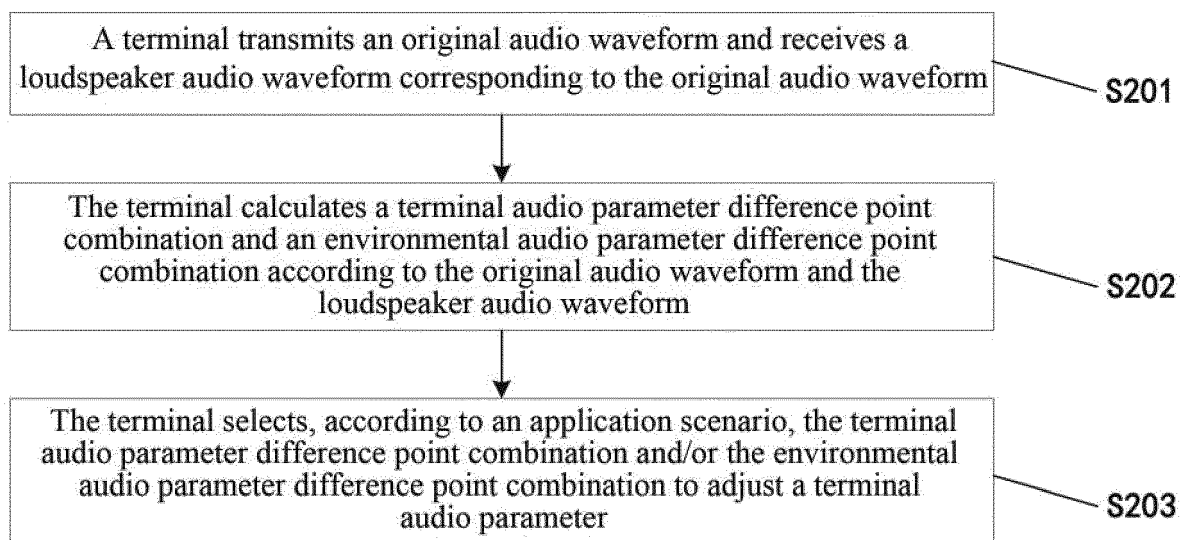 A terminal transmits an original audio waveform and receives a
loudspeaker audio waveform corresponding to the original audio waveform
S201
The terminal calculates a terminal audio parameter difference point
combination and an environmental audio parameter difference point
combination according to the original audio waveform and the
loudspeaker audio waveform
S202
The terminal selects, according to an application scenario, the terminal
audio parameter difference point combination and/or the environmental
audio parameter difference point combination to adjust a terminal
audio parameter
S203